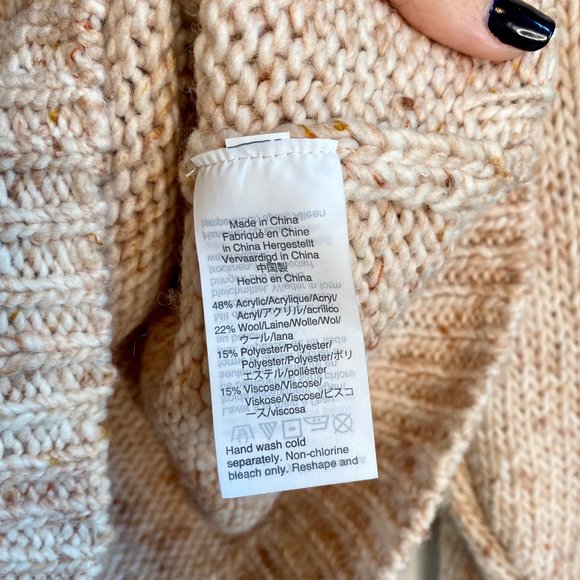 Made in China
Fabriqué en Chine
in China Hergestellt
Vervaardigd in China
中国製
Hecho en China
48% Acrylic/Acrylique/Acryl/
Acryl/アクリル/acrílico
22% Wool/Laine/Wolle/Wol/
ウール/lana
15% Polyester/Polyester/
Polyester/Polyester/ポリ
エステル/poliéster
15% Viscose/Viscose/
Viskose/Viscose/ビスコ
ース/viscosa
Hand wash cold
separately. Non-chlorine
bleach only. Reshape and